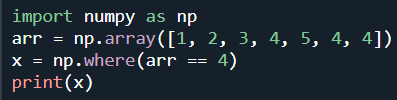 import numpy as np
arr = np.array([1, 2, 3, 4, 5, 4, 4])
x = np.where(arr == 4)
print(x)